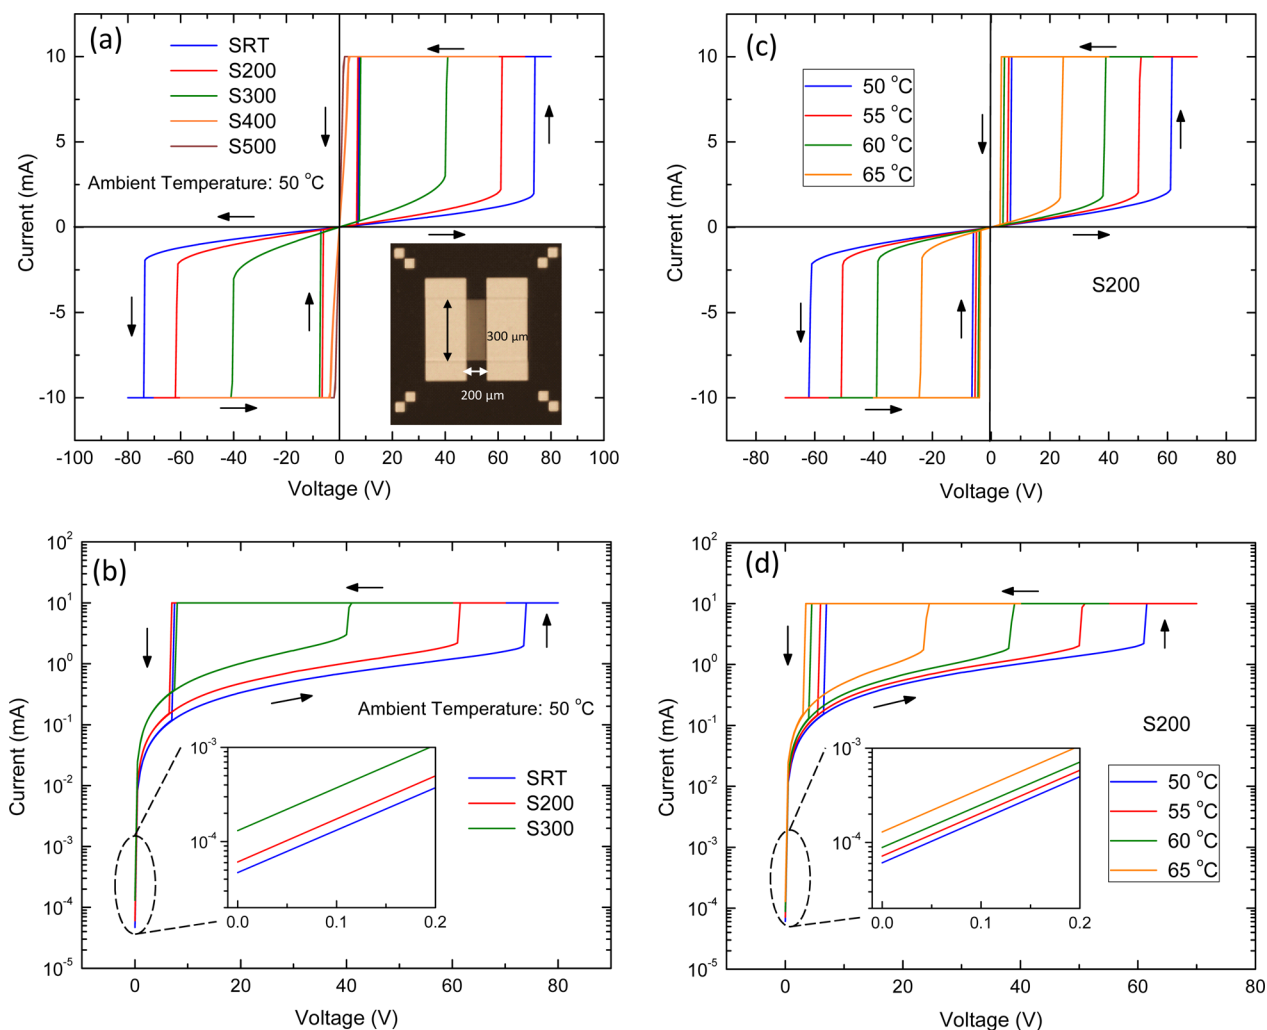 (a)
SRT
S200
S300
S400
S500
Ambient Temperature: 50 °C
10
5
0
-5
-10
Current (mA)
-100 -80 -60 -40 -20 0 20 40 60 80 100
Voltage (V)
300 μm
200 μm
(c)
50 °C
55 °C
60 °C
65 °C
S200
10
5
0
-5
-10
Current (mA)
-80 -60 -40 -20 0 20 40 60 80
Voltage (V)
(b)
10²
10¹
10⁰
10⁻¹
10⁻²
10⁻³
10⁻⁴
10⁻⁵
Current (mA)
Ambient Temperature: 50 °C
SRT
S200
S300
10⁻³
10⁻⁴
0.0 0.1 0.2
0 20 40 60 80
Voltage (V)
(d)
10²
10¹
10⁰
10⁻¹
10⁻²
10⁻³
10⁻⁴
10⁻⁵
Current (mA)
S200
50 °C
55 °C
60 °C
65 °C
10⁻³
10⁻⁴
0.0 0.1 0.2
0 20 40 60 80
Voltage (V)